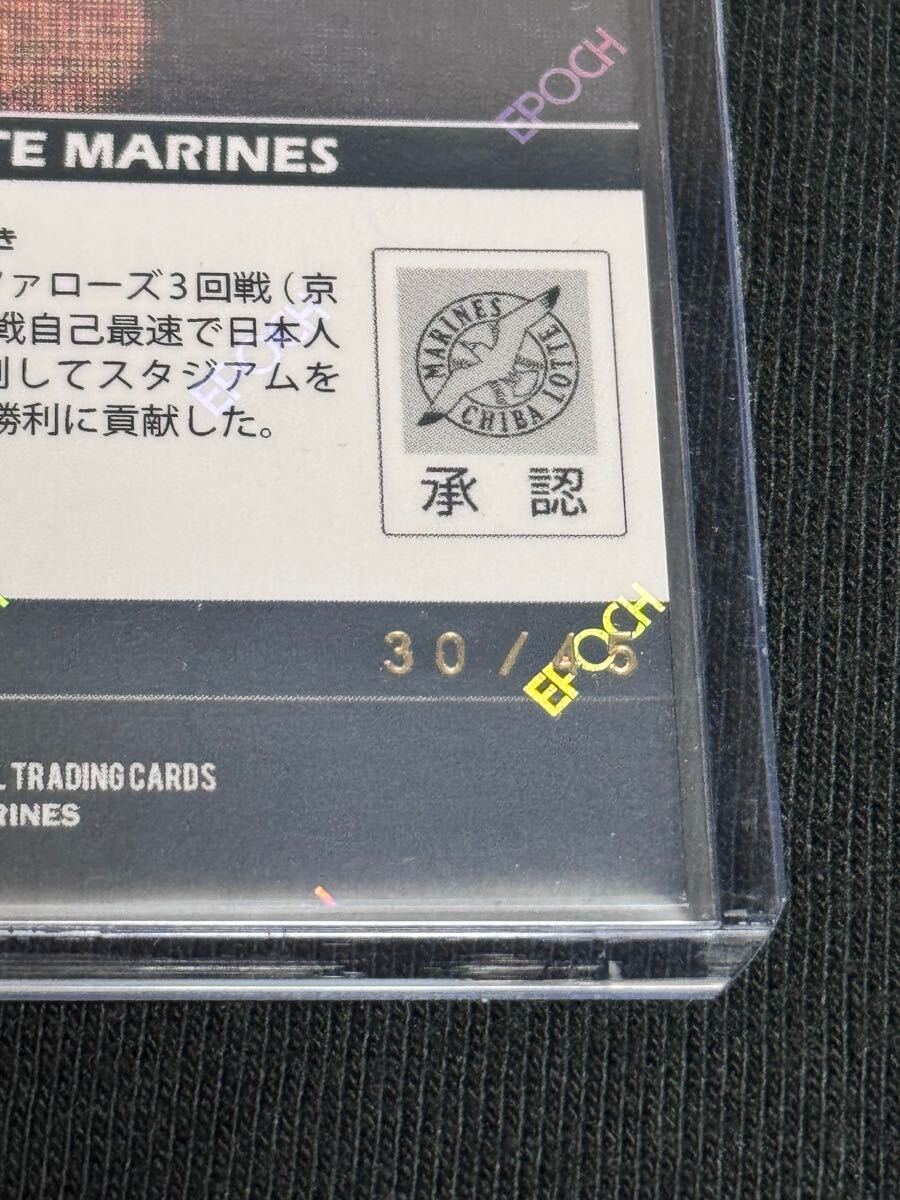 EPOCH
TE MARINES
き
ァローズ3回戦(京
戦自己最速で日本人
してスタジアムを
勝利に貢献した。
EPOCH
MARINES
CHIBA LOTTE
承認
30/45
EPOCH
L TRADING CARDS
RINES